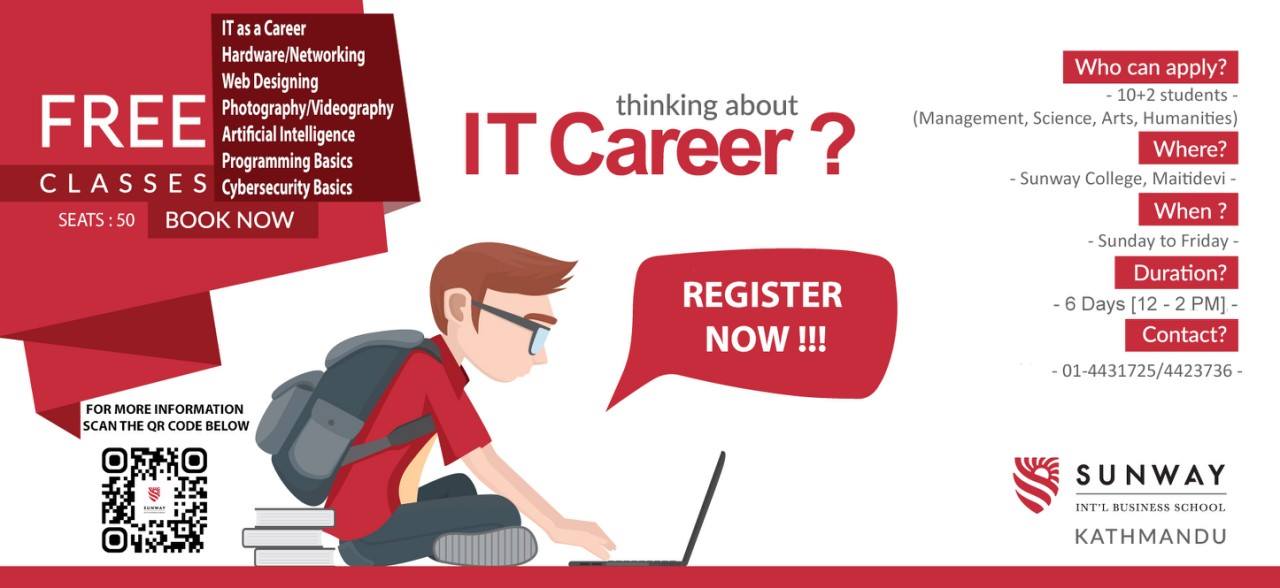 IT as a Career
Hardware/Networking
Web Designing
Photography/Videography
Artificial Intelligence
Programming Basics
Cybersecurity Basics
FREE
CLASSES
SEATS : 50
BOOK NOW
thinking about
IT Career ?
REGISTER
NOW !!!
Who can apply?
- 10+2 students -
(Management, Science, Arts, Humanities)
Where?
- Sunway College, Maitidevi -
When ?
- Sunday to Friday -
Duration?
- 6 Days [12 - 2 PM] -
Contact?
- 01-4431725/4423736 -
FOR MORE INFORMATION
SCAN THE QR CODE BELOW
SUNWAY
SUNWAY
INT'L BUSINESS SCHOOL
KATHMANDU